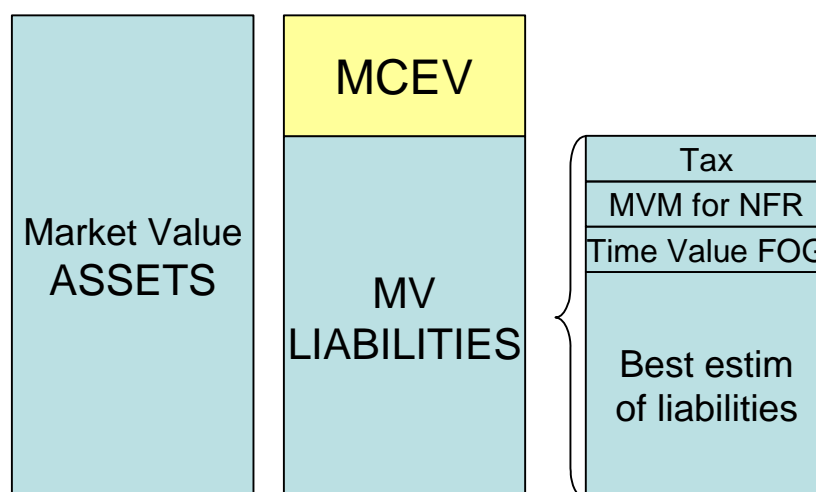 Market Value
ASSETS
MCEV
MV
LIABILITIES
Tax
MVM for NFR
Time Value FOG
Best estim
of liabilities